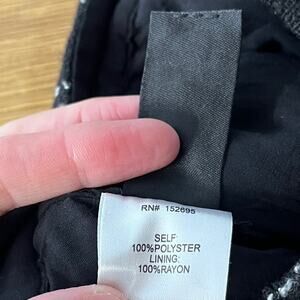 RN# 152695
SELF:
100%POLYSTER
LINING:
100%RAYON